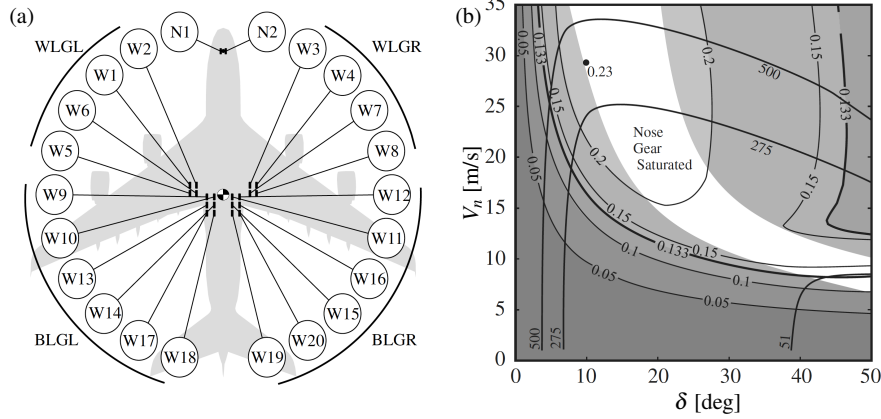 (a)
N1
N2
WLGL
W2
W3
WLGR
W1
W4
W6
W7
W5
W8
W9
W12
W10
W11
W13
W16
W14
W15
BLGL
BLGR
W17
W20
W18
W19
(b)
35
30
25
20
15
10
5
0
Vn [m/s]
0
10
20
30
40
50
δ [deg]
0.05
0.1
0.133
0.15
0.2
0.15
0.133
500
0.23
275
Nose
Gear
Saturated
0.2
0.15
0.05
0.15
0.133
0.1
0.1
0.05
0.05
500
275
51